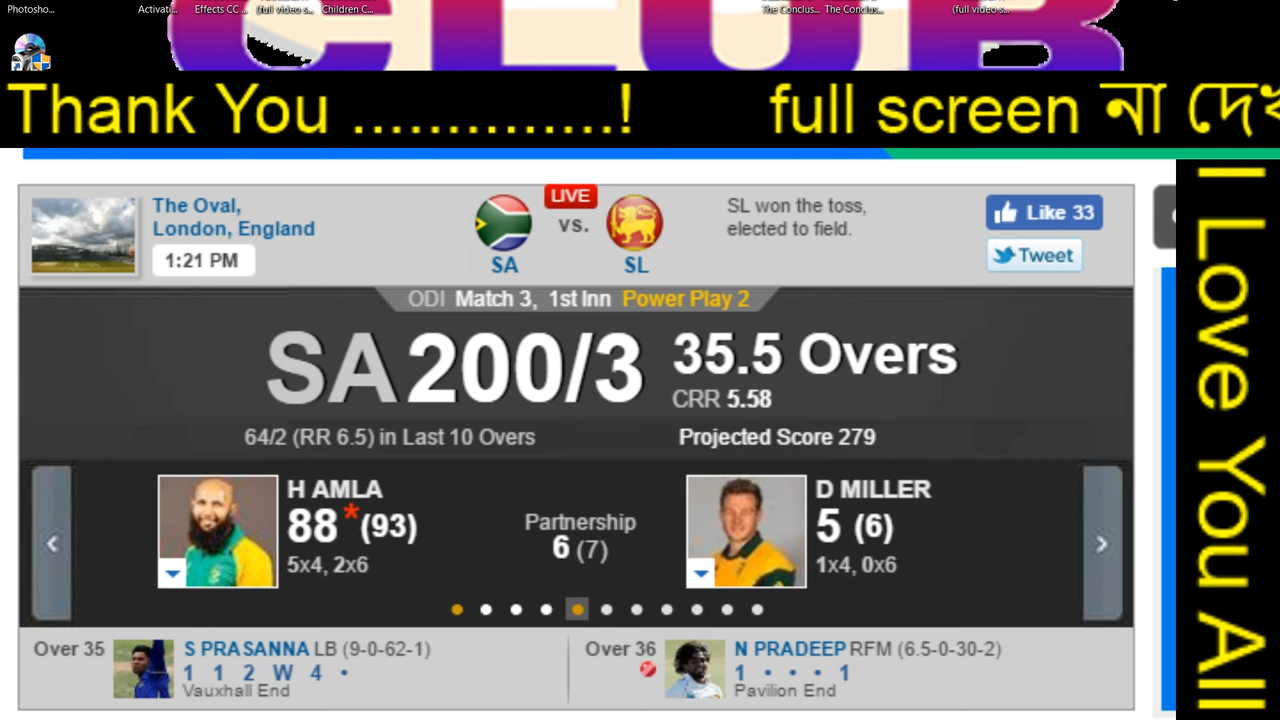 Photosho...
Activati...
Effects CC ...
(full video s...
Children C...
The Conclus...
The Conclus...
(full video s...
CLUB
Thank You ..............!
full screen না দেখ
The Oval,
London, England
1:21 PM
LIVE
vs.
SA
SL
SL won the toss,
elected to field.
Like 33
Tweet
ODI Match 3, 1st Inn Power Play 2
SA 200/3
35.5 Overs
CRR 5.58
64/2 (RR 6.5) in Last 10 Overs
Projected Score 279
H AMLA
88*(93)
5x4, 2x6
Partnership
6 (7)
D MILLER
5 (6)
1x4, 0x6
Over 35
S PRASANNA LB (9-0-62-1)
1 1 2 W 4 •
Vauxhall End
Over 36
N PRADEEP RFM (6.5-0-30-2)
1 • • • 1
Pavilion End
I Love You All